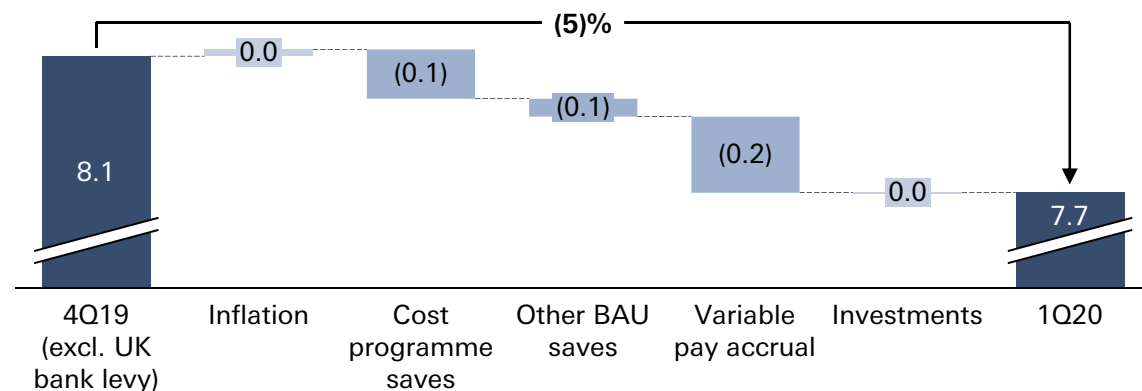 (5)%
8.1
0.0
(0.1)
(0.1)
(0.2)
0.0
7.7
4Q19
(excl. UK
bank levy)
Inflation
Cost
programme
saves
Other BAU
saves
Variable
pay accrual
Investments
1Q20